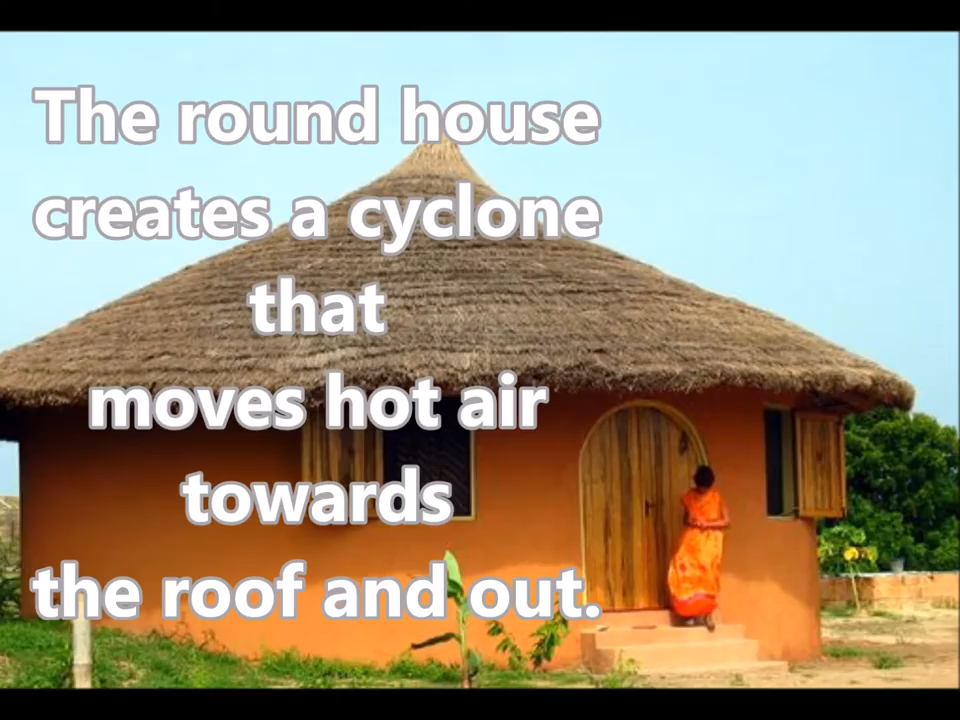 The round house
creates a cyclone
that
moves hot air
towards
the roof and out.